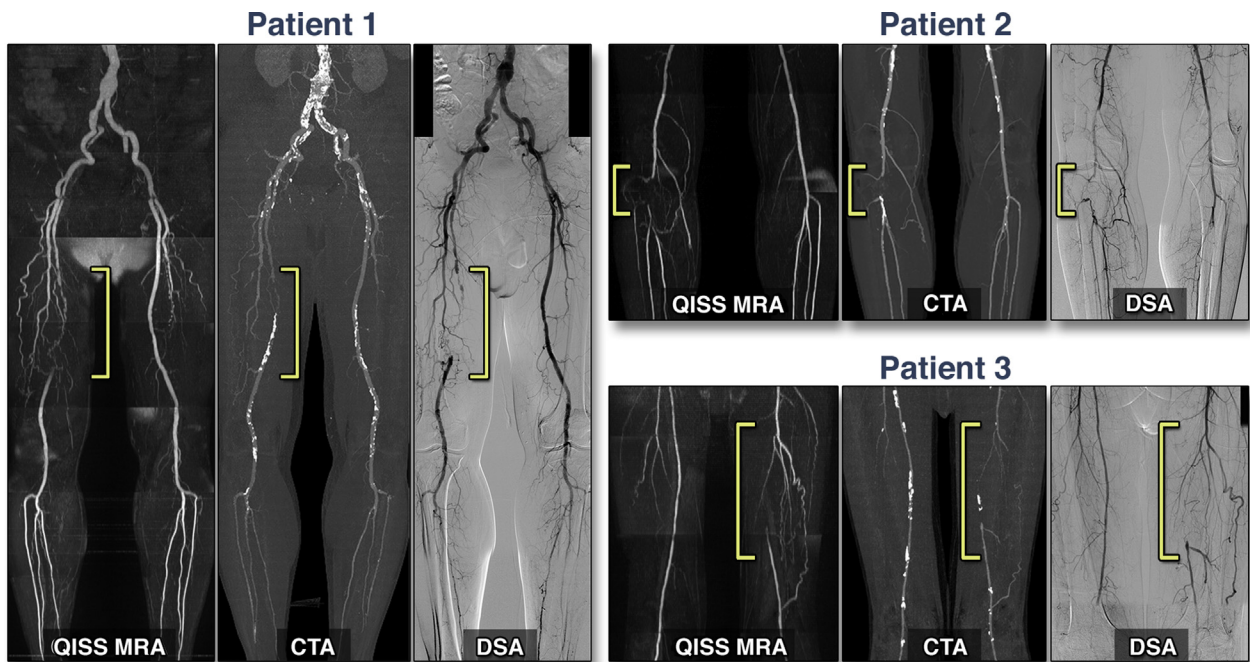 Patient 1
QISS MRA
CTA
DSA
Patient 2
QISS MRA
CTA
DSA
Patient 3
QISS MRA
CTA
DSA